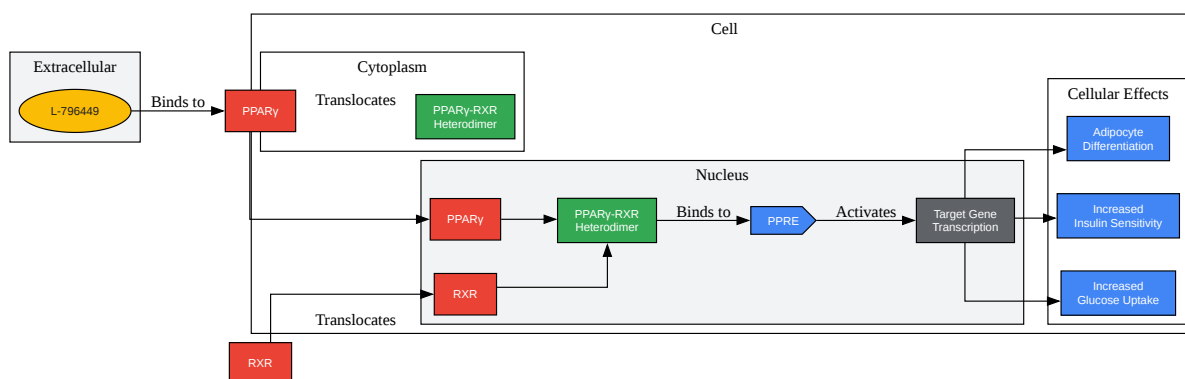 Cell
Extracellular
Cytoplasm
L-796449
Binds to
PPARγ
Translocates
PPARγ-RXR
Heterodimer
Cellular Effects
Adipocyte
Differentiation
Nucleus
PPARγ
PPARγ-RXR
Heterodimer
Binds to
PPRE
Activates
Target Gene
Transcription
Increased
Insulin Sensitivity
RXR
Increased
Glucose Uptake
Translocates
RXR